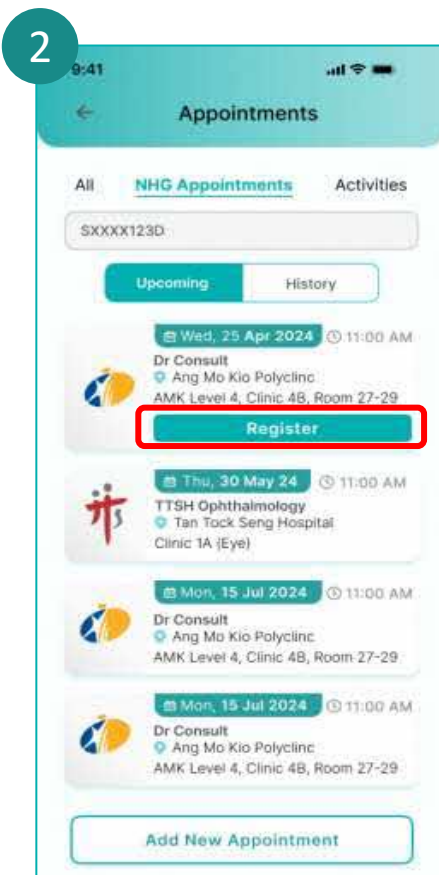 2
9:41
Appointments
All NHG Appointments Activities
SXXXX123D
Upcoming History
Wed, 25 Apr 2024 11:00 AM
Dr Consult
Ang Mo Kio Polyclinc
AMK Level 4, Clinic 4B, Room 27-29
Register
Thu, 30 May 24 11:00 AM
TTSH Ophthalmology
Tan Tock Seng Hospital
Clinic 1A (Eye)
Mon, 15 Jul 2024 11:00 AM
Dr Consult
Ang Mo Kio Polyclinc
AMK Level 4, Clinic 4B, Room 27-29
Mon, 15 Jul 2024 11:00 AM
Dr Consult
Ang Mo Kio Polyclinc
AMK Level 4, Clinic 4B, Room 27-29
Add New Appointment